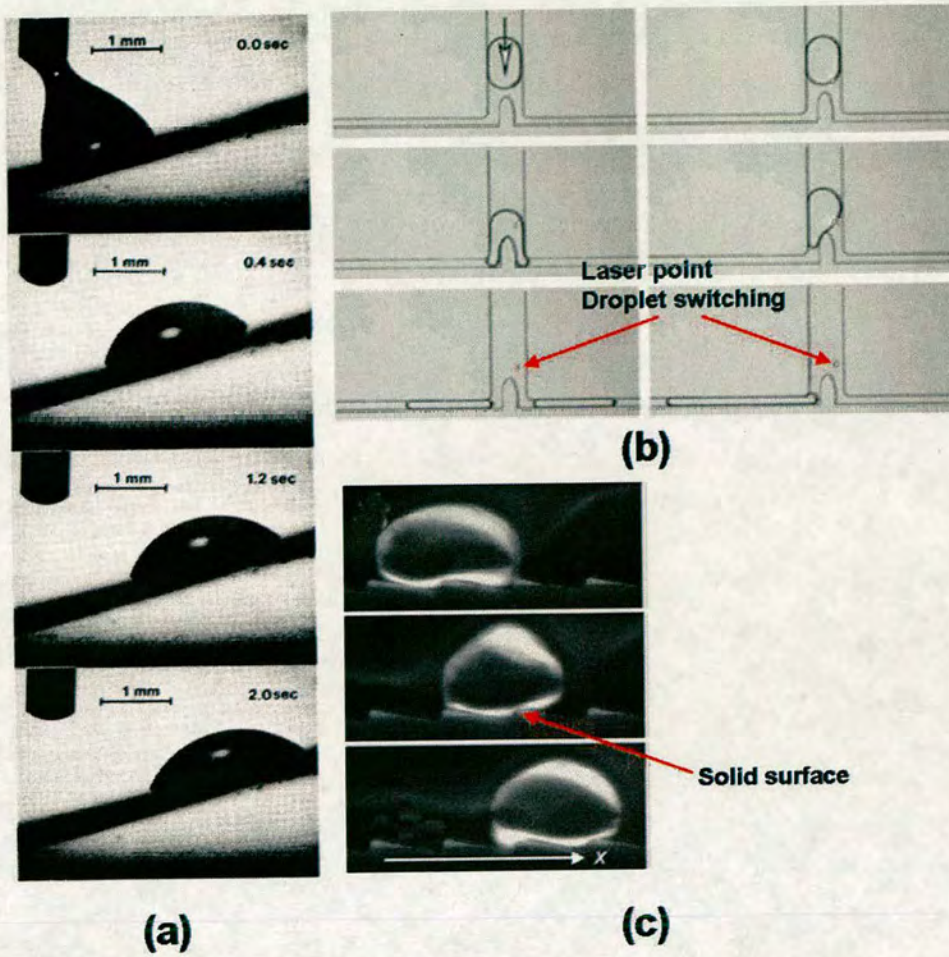 1 mm
0.0 sec
1 mm
0.4 sec
1 mm
1.2 sec
1 mm
2.0 sec
(a)
Laser point
Droplet switching
(b)
Solid surface
x
(c)